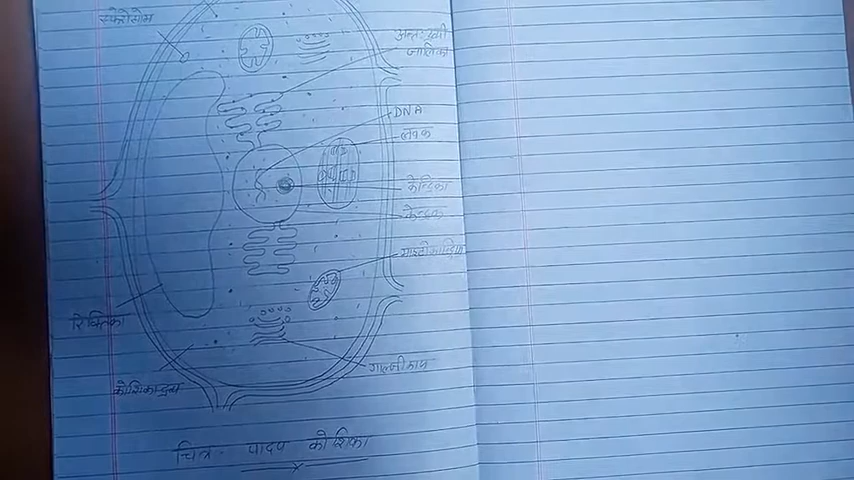 स्फेरोसोम
अन्तः द्रव्यी
जालिका
DNA
लवक
केन्द्रिका
केन्द्रक
माइटोकान्ड्रिया
रिक्तिका
गाल्जीकाय
कोशिकाद्रव्य
चित्र - पादप कोशिका